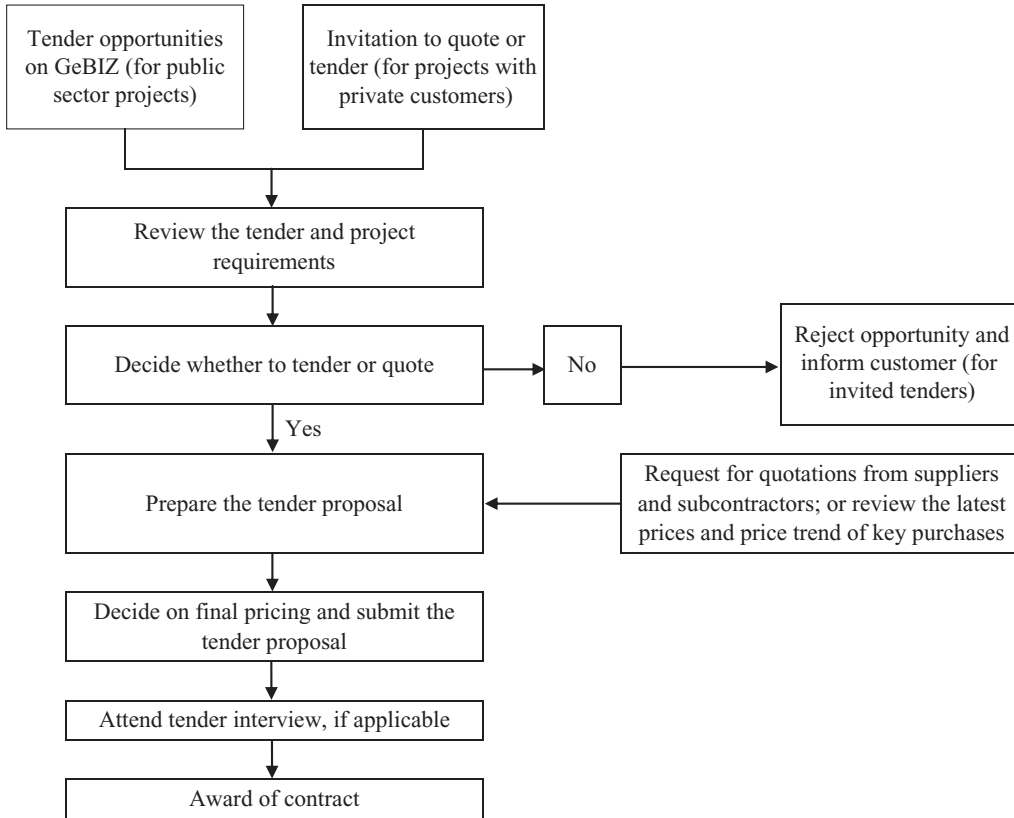 Tender opportunities
on GeBIZ (for public
sector projects)
Invitation to quote or
tender (for projects with
private customers)
Review the tender and project
requirements
Decide whether to tender or quote
No
Reject opportunity and
inform customer (for
invited tenders)
Yes
Prepare the tender proposal
Request for quotations from suppliers
and subcontractors; or review the latest
prices and price trend of key purchases
Decide on final pricing and submit the
tender proposal
Attend tender interview, if applicable
Award of contract